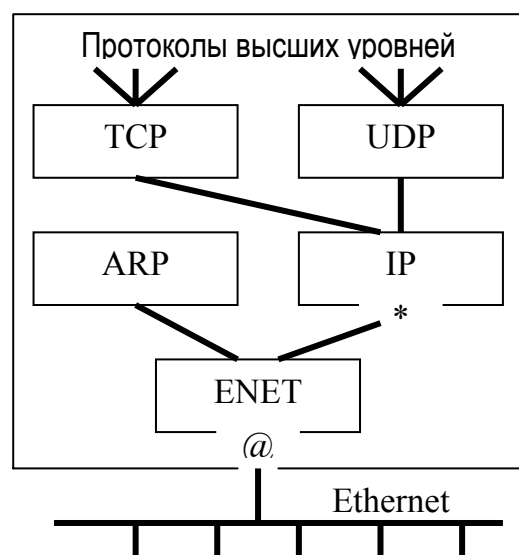 Протоколы высших уровней
TCP
UDP
ARP
IP
*
ENET
@
Ethernet